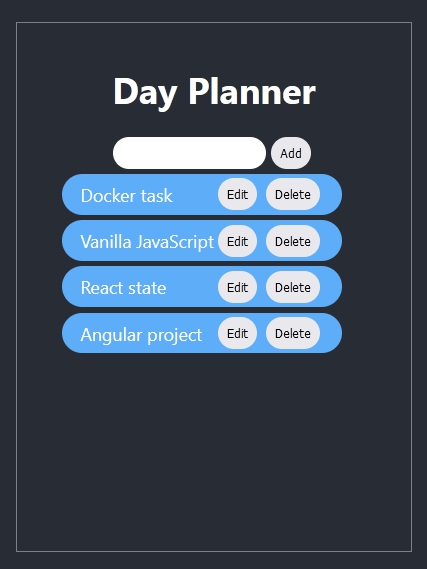 Day Planner
Add
Docker task Edit Delete
Vanilla JavaScript Edit Delete
React state Edit Delete
Angular project Edit Delete